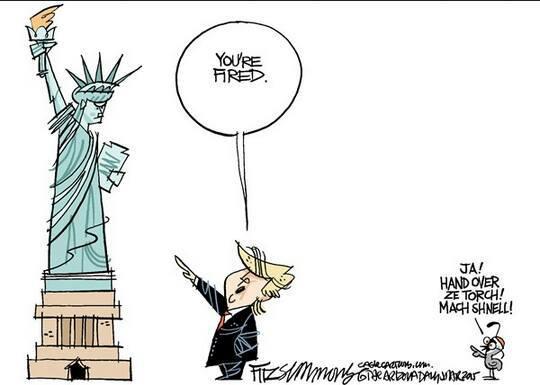 YOU'RE
FIRED.
JA!
HAND OVER
ZE TORCH!
MACH SHNELL!
FITZSIMMONS